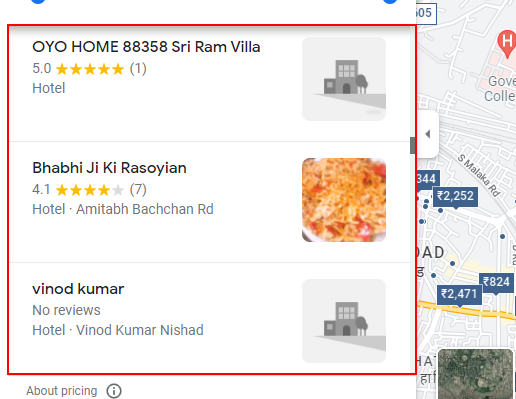 OYO HOME 88358 Sri Ram Villa
5.0 (1)
Hotel
Bhabhi Ji Ki Rasoyian
4.1 (7)
Hotel · Amitabh Bachchan Rd
vinod kumar
No reviews
Hotel · Vinod Kumar Nishad
About pricing
605
H
Gove
Colle
S Malaka Rd
344
₹2,252
OAD
₹824
₹2,471
HAT